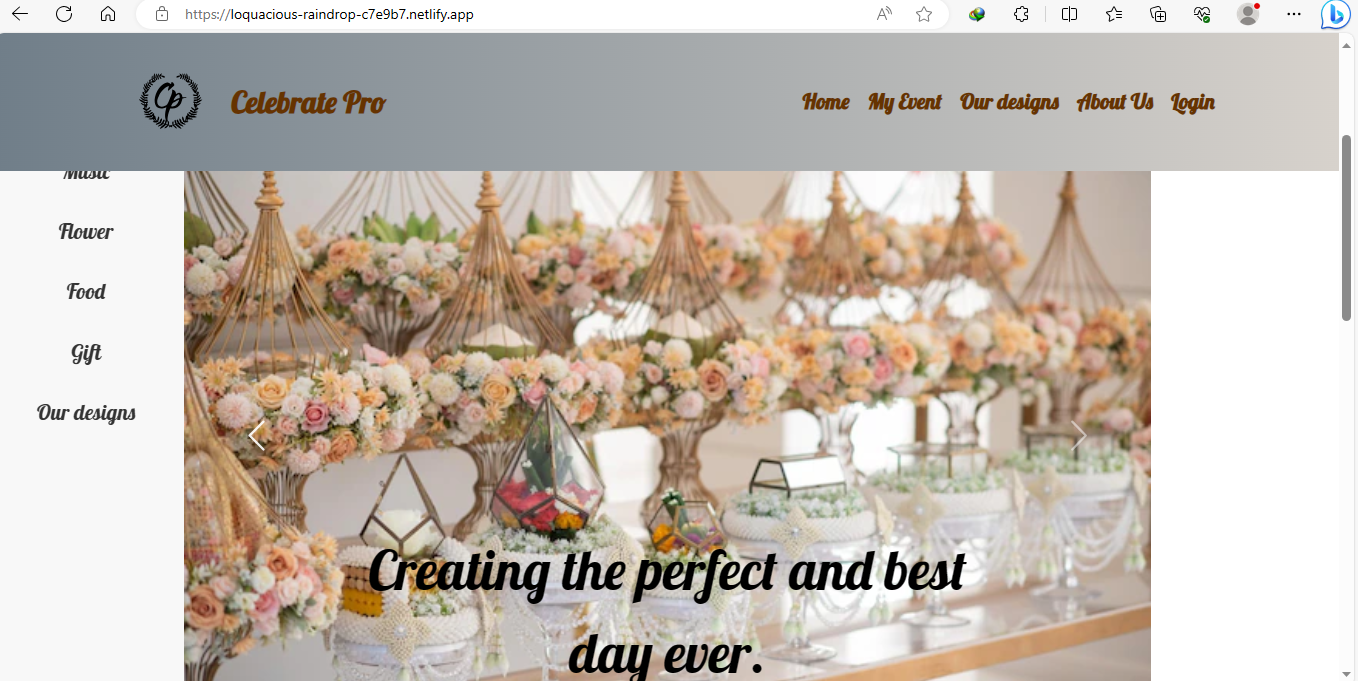 https://loquacious-raindrop-c7e9b7.netlify.app
Cp
Celebrate Pro
Home My Event Our designs About Us Login
Music
Flower
Food
Gift
Our designs
Creating the perfect and best
day ever.